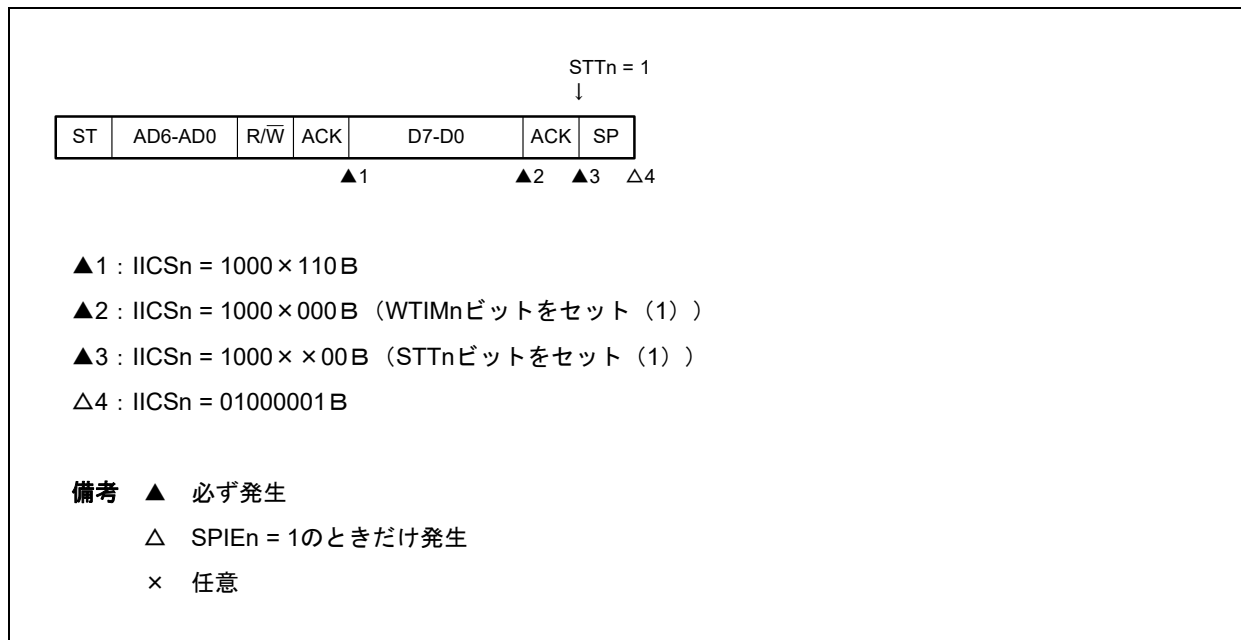 STTn = 1
↓
ST AD6-AD0 R/W̅ ACK D7-D0 ACK SP
▲1 ▲2 ▲3 △4
▲1：IICSn = 1000×110B
▲2：IICSn = 1000×000B（WTIMnビットをセット（1））
▲3：IICSn = 1000××00B（STTnビットをセット（1））
△4：IICSn = 01000001B
備考 ▲ 必ず発生
△ SPIEn = 1のときだけ発生
× 任意